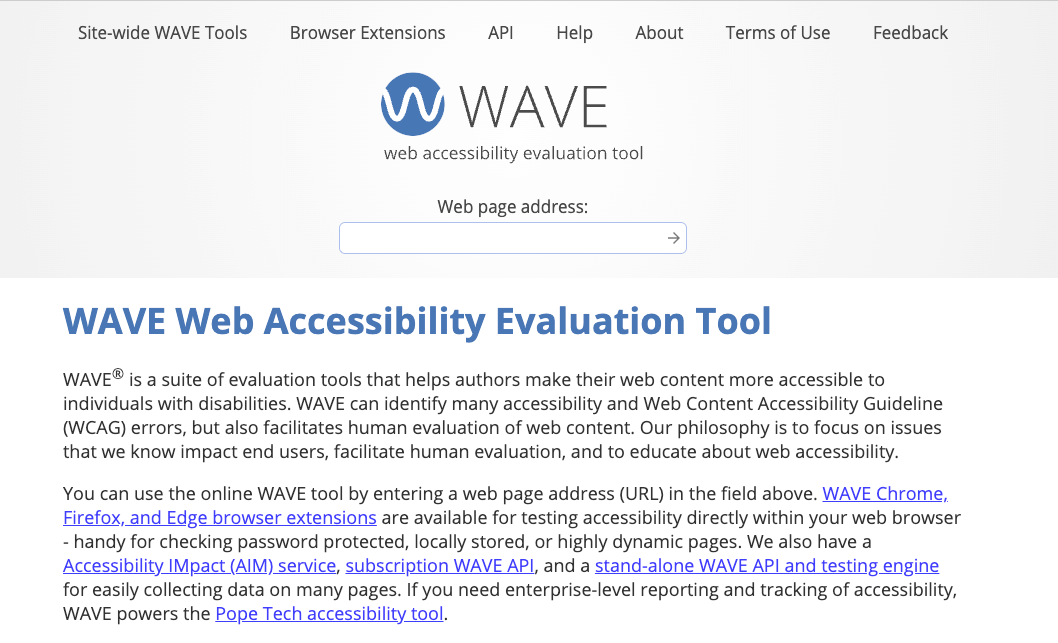 Site-wide WAVE Tools Browser Extensions API Help About Terms of Use Feedback
WAVE
web accessibility evaluation tool
Web page address:
WAVE Web Accessibility Evaluation Tool
WAVE® is a suite of evaluation tools that helps authors make their web content more accessible to
individuals with disabilities. WAVE can identify many accessibility and Web Content Accessibility Guideline
(WCAG) errors, but also facilitates human evaluation of web content. Our philosophy is to focus on issues
that we know impact end users, facilitate human evaluation, and to educate about web accessibility.
You can use the online WAVE tool by entering a web page address (URL) in the field above. WAVE Chrome,
Firefox, and Edge browser extensions are available for testing accessibility directly within your web browser
- handy for checking password protected, locally stored, or highly dynamic pages. We also have a
Accessibility IMpact (AIM) service, subscription WAVE API, and a stand-alone WAVE API and testing engine
for easily collecting data on many pages. If you need enterprise-level reporting and tracking of accessibility,
WAVE powers the Pope Tech accessibility tool.